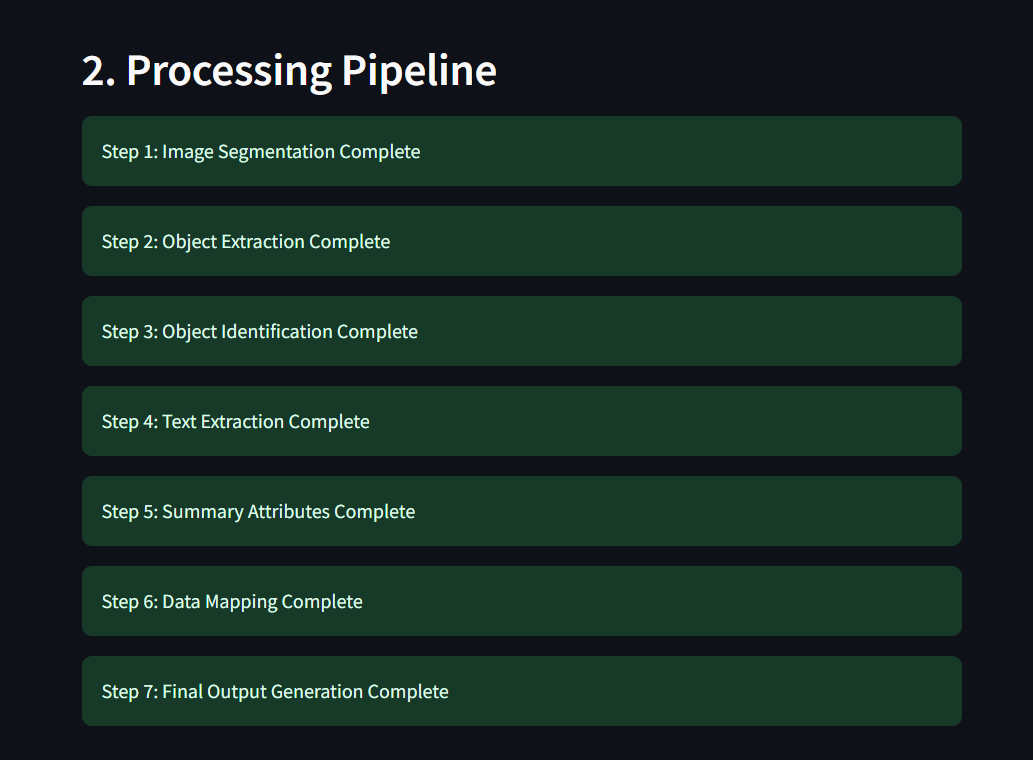 2. Processing Pipeline
Step 1: Image Segmentation Complete
Step 2: Object Extraction Complete
Step 3: Object Identification Complete
Step 4: Text Extraction Complete
Step 5: Summary Attributes Complete
Step 6: Data Mapping Complete
Step 7: Final Output Generation Complete